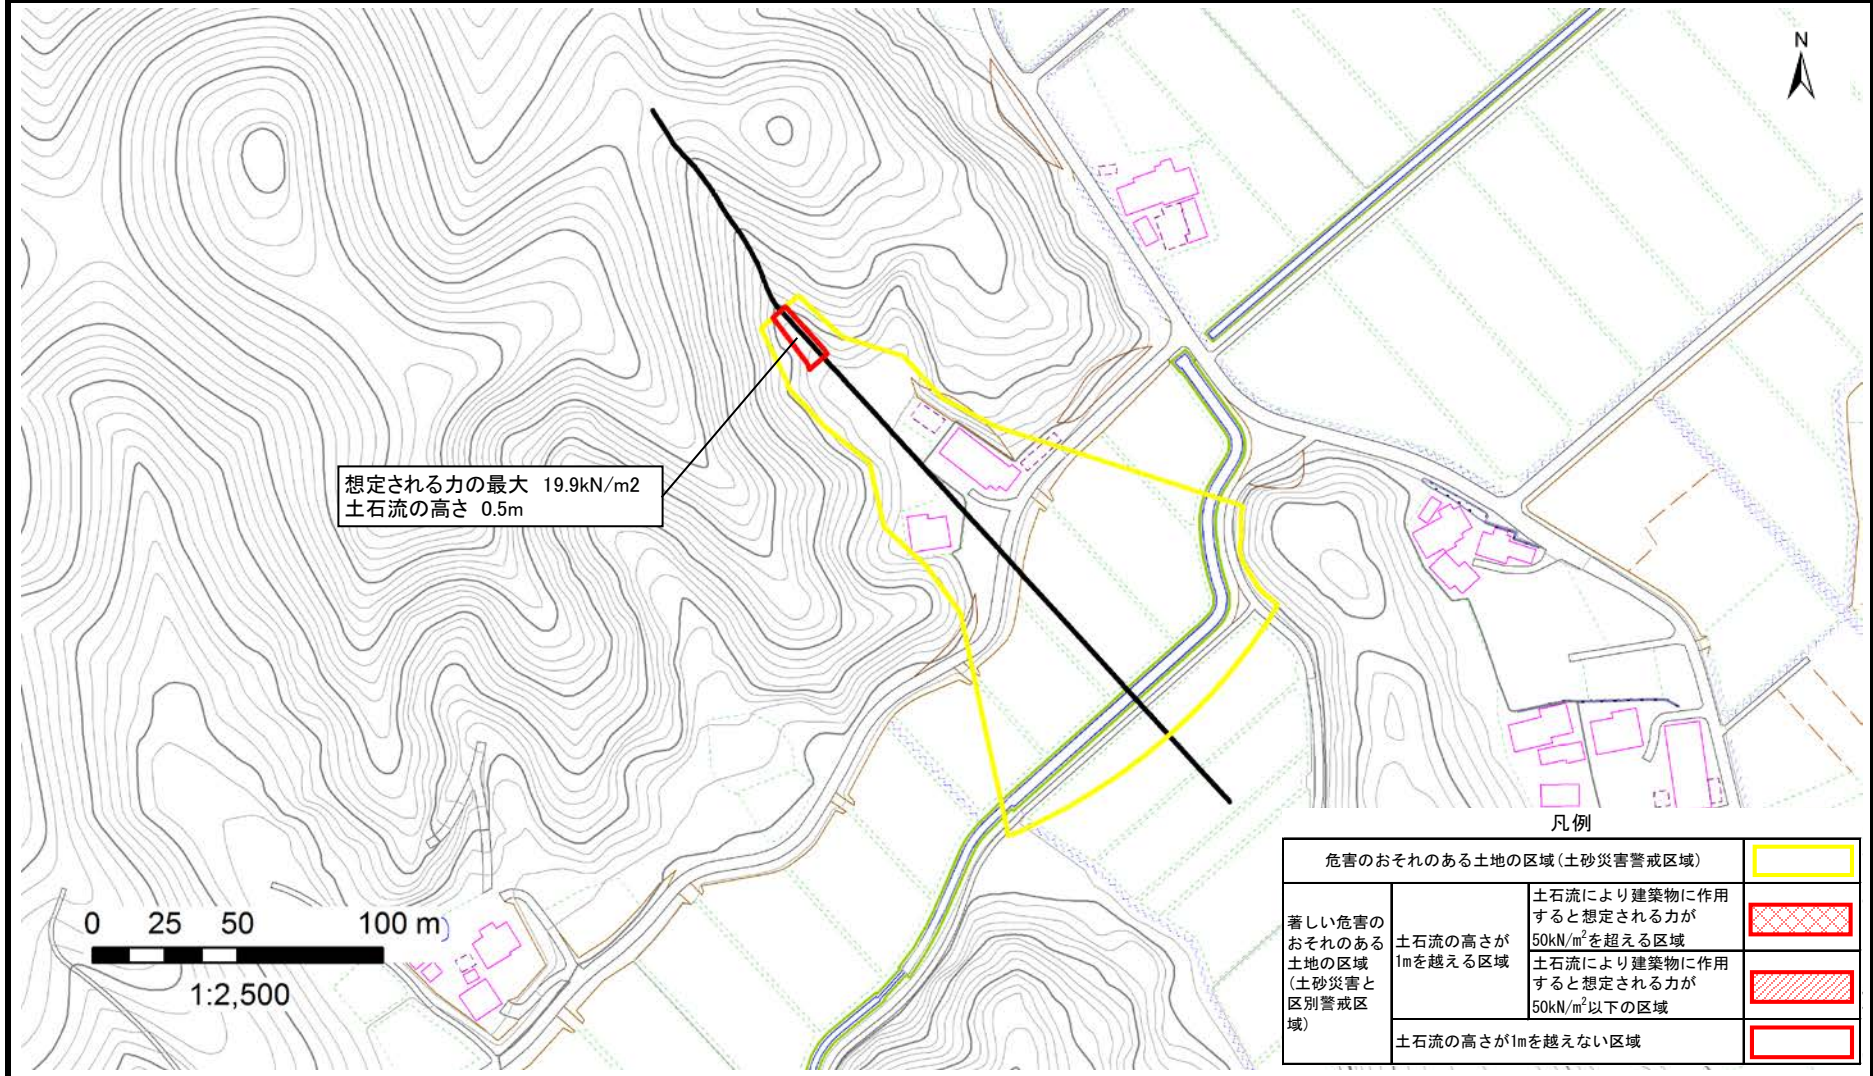 N
想定される力の最大 19.9kN/m2
土石流の高さ 0.5m
0 25 50 100 m
1:2,500
凡例
危害のおそれのある土地の区域(土砂災害警戒区域)
著しい危害の
おそれのある
土地の区域
(土砂災害と
区別警戒区
域)
土石流の高さが
1mを越える区域
土石流により建築物に作用
すると想定される力が
50kN/m²を超える区域
土石流により建築物に作用
すると想定される力が
50kN/m²以下の区域
土石流の高さが1mを越えない区域